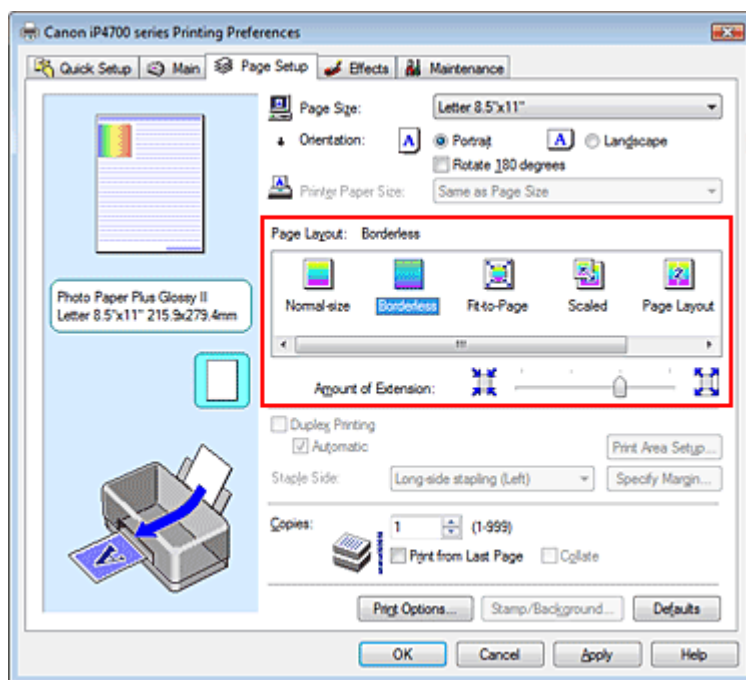 Canon iP4700 series Printing Preferences
Quick Setup Main Page Setup Effects Maintenance
Page Size: Letter 8.5"x11"
Orientation: A Portrait A Landscape
Rotate 180 degrees
Printer Paper Size: Same as Page Size
Page Layout: Borderless
Normal-size Borderless Fit-to-Page Scaled Page Layout
Amount of Extension:
Photo Paper Plus Glossy II
Letter 8.5"x11" 215.9x279.4mm
Duplex Printing
Automatic Print Area Setup...
Staple Side: Long-side stapling (Left) Specify Margin...
Copies: 1 (1-999)
Print from Last Page Collate
Print Options... Stamp/Background... Defaults
OK Cancel Apply Help